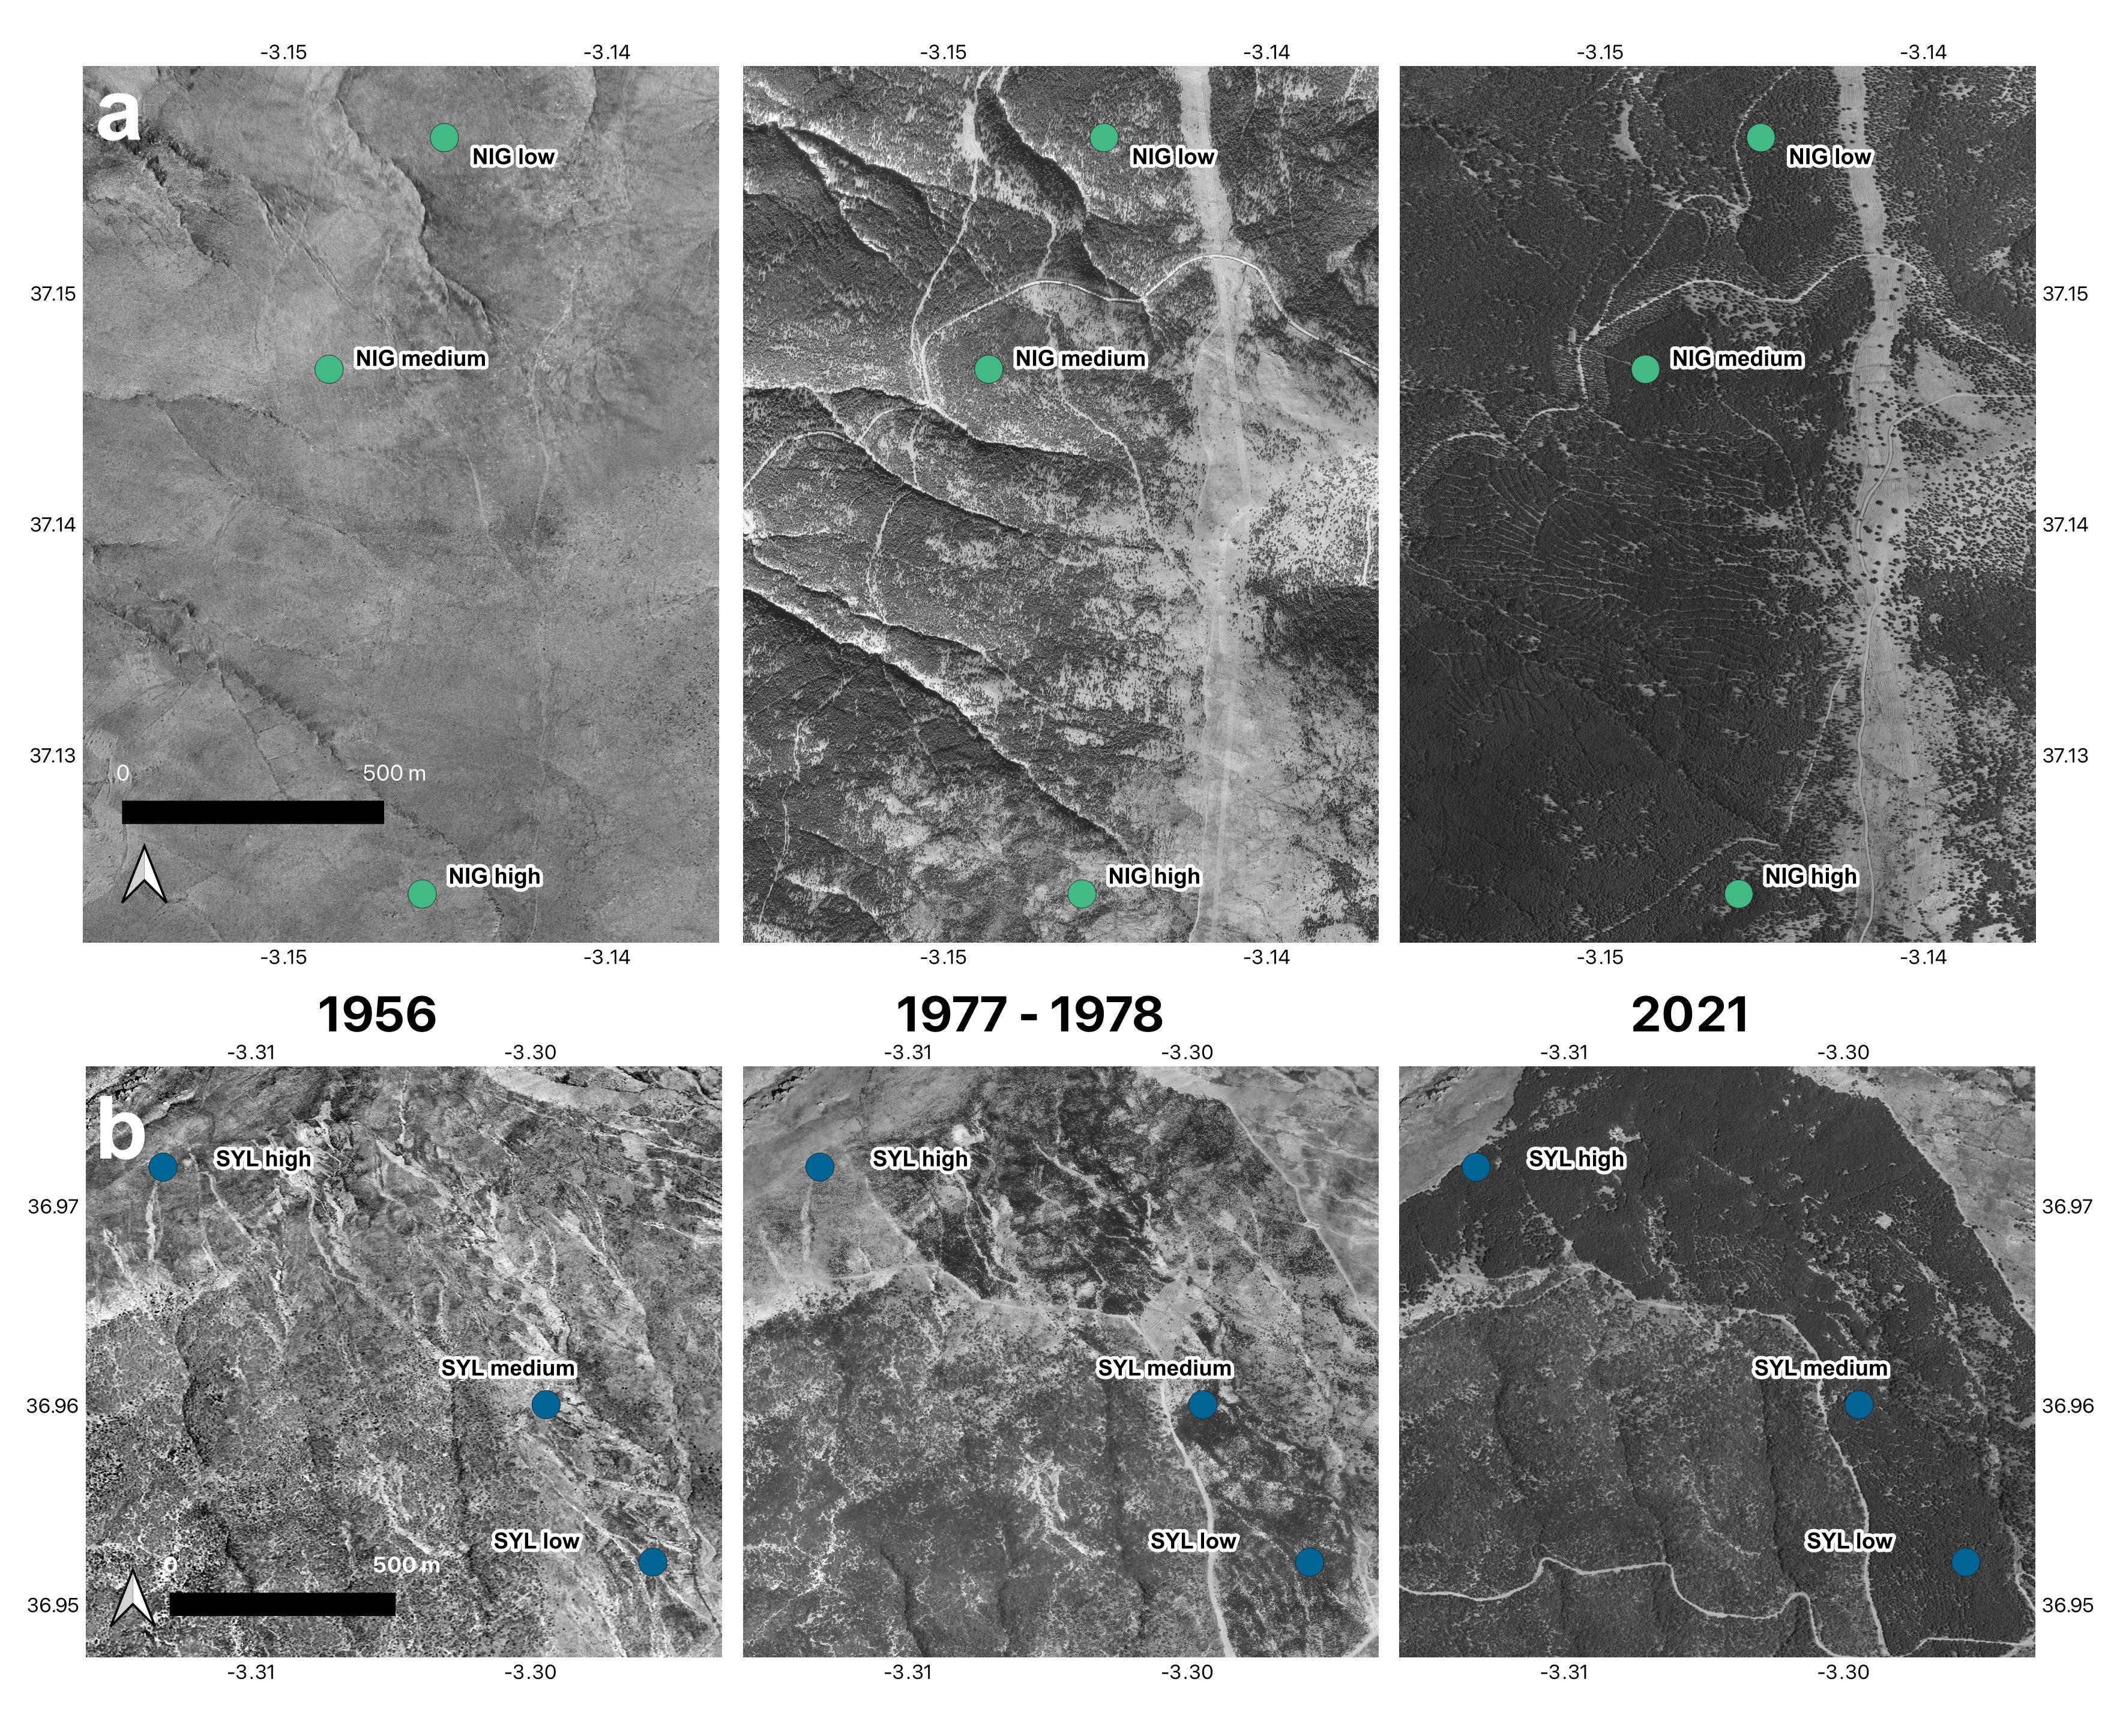 -3.15 -3.14 -3.15 -3.14 -3.15 -3.14
a
NIG low NIG low NIG low
37.15 37.15
NIG medium NIG medium NIG medium
37.14 37.14
37.13 37.13
0 500 m
NIG high NIG high NIG high
-3.15 -3.14 -3.15 -3.14 -3.15 -3.14
1956 1977 - 1978 2021
-3.31 -3.30 -3.31 -3.30 -3.31 -3.30
b
SYL high SYL high SYL high
36.97 36.97
SYL medium SYL medium SYL medium
36.96 36.96
SYL low SYL low SYL low
0 500 m
36.95 36.95
-3.31 -3.30 -3.31 -3.30 -3.31 -3.30